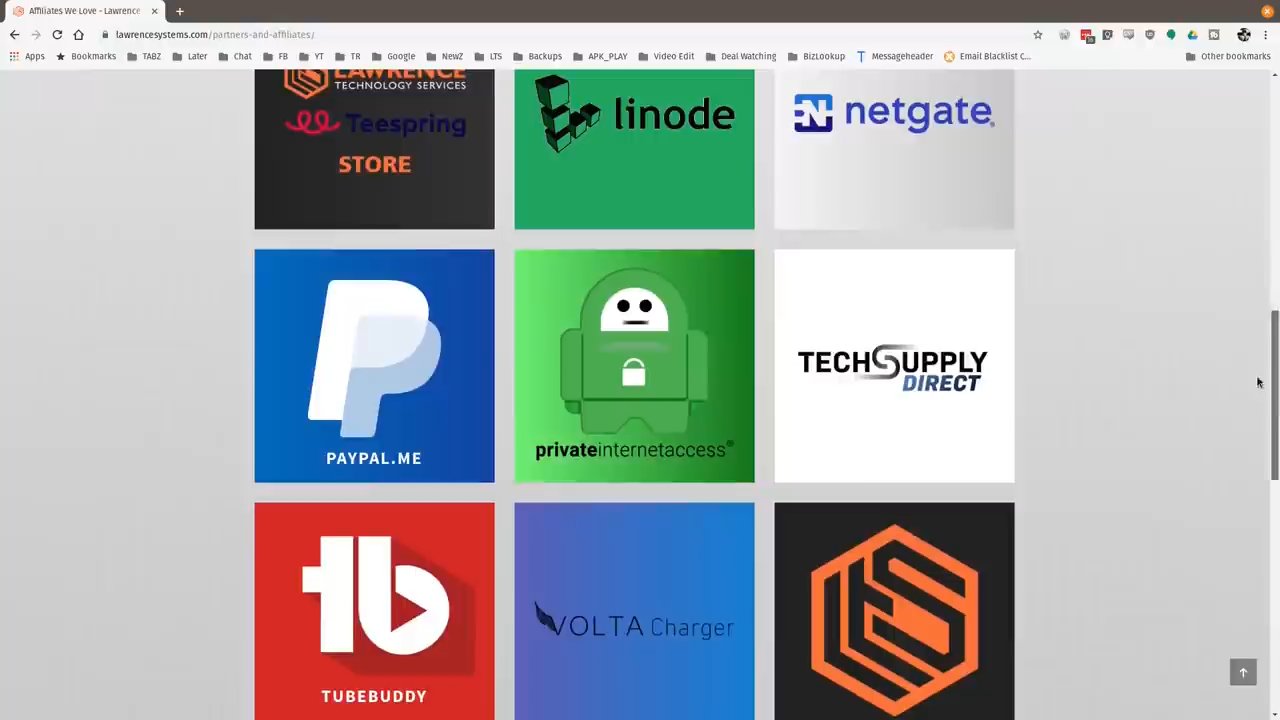 Affiliates We Love - Lawrence
lawrencesystems.com/partners-and-affiliates/
Apps Bookmarks TABZ Later Chat FB YT TR Google NewZ LTS Backups APK_PLAY Video Edit Deal Watching BizLookup Messageheader Email Blacklist C... Other bookmarks
LAWRENCE
TECHNOLOGY SERVICES
Teespring
STORE
linode
netgate
PAYPAL.ME
privateinternetaccess®
TECHSUPPLY
DIRECT
tb
TUBEBUDDY
VOLTA Charger